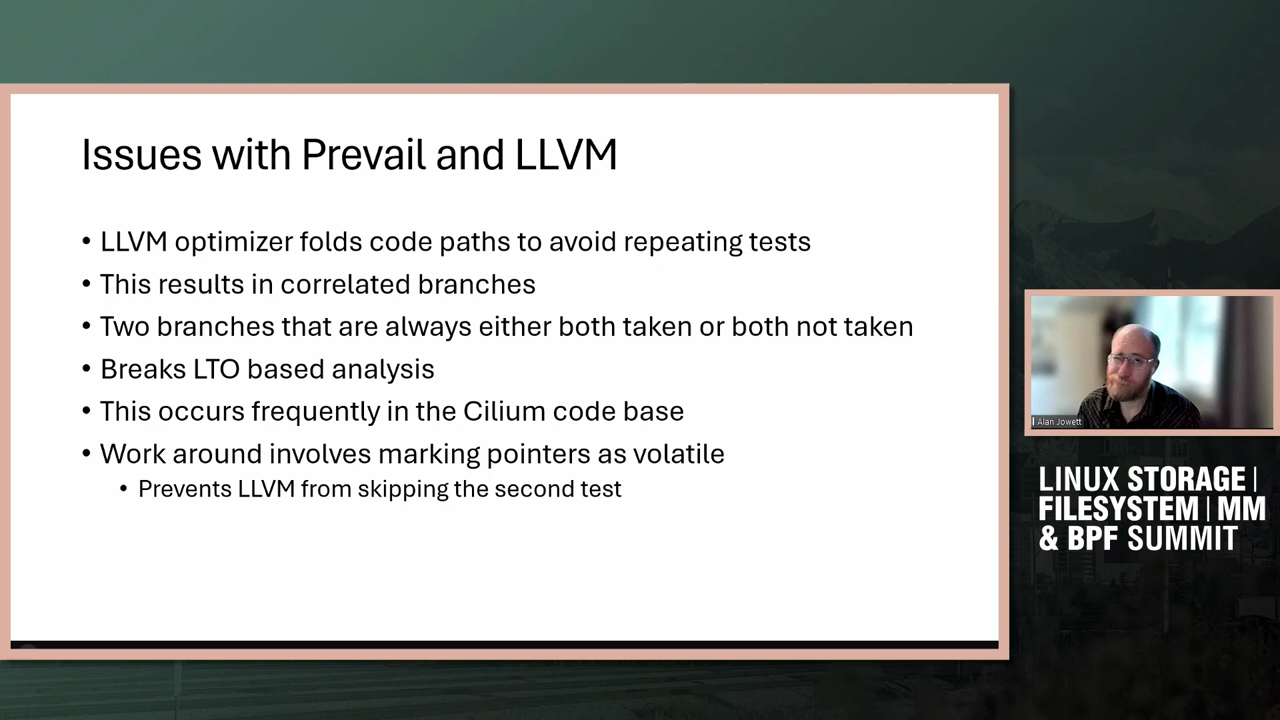 Issues with Prevail and LLVM
• LLVM optimizer folds code paths to avoid repeating tests
• This results in correlated branches
• Two branches that are always either both taken or both not taken
• Breaks LTO based analysis
• This occurs frequently in the Cilium code base
• Work around involves marking pointers as volatile
• Prevents LLVM from skipping the second test
Alan Jowett
LINUX STORAGE |
FILESYSTEM | MM
& BPF SUMMIT